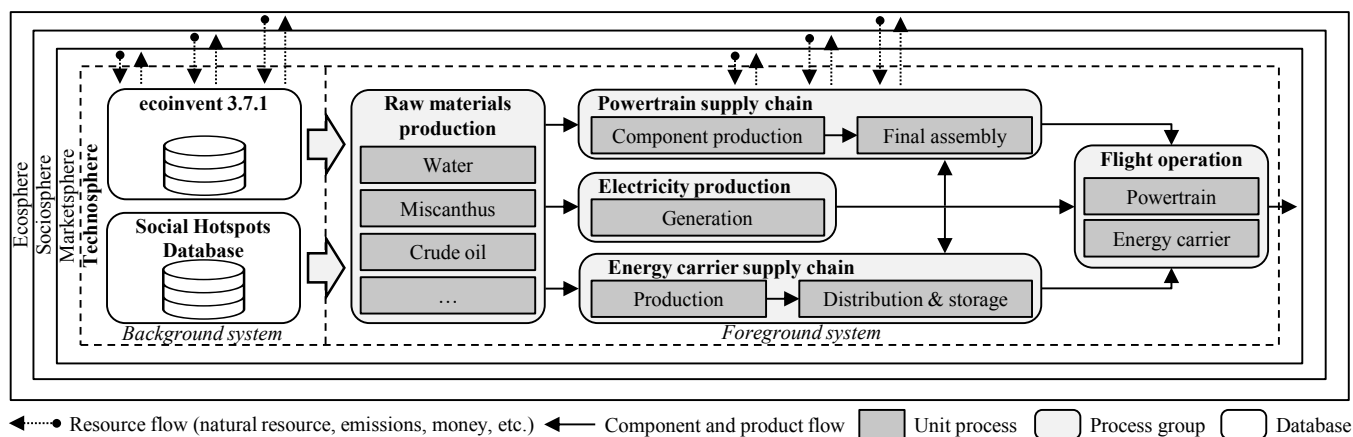 Ecosphere
Sociosphere
Marketsphere
Technosphere
ecoinvent 3.7.1
Social Hotspots
Database
Background system
Raw materials
production
Water
Miscanthus
Crude oil
…
Powertrain supply chain
Component production
Final assembly
Electricity production
Generation
Energy carrier supply chain
Production
Distribution & storage
Flight operation
Powertrain
Energy carrier
Foreground system
Resource flow (natural resource, emissions, money, etc.)
Component and product flow
Unit process
Process group
Database